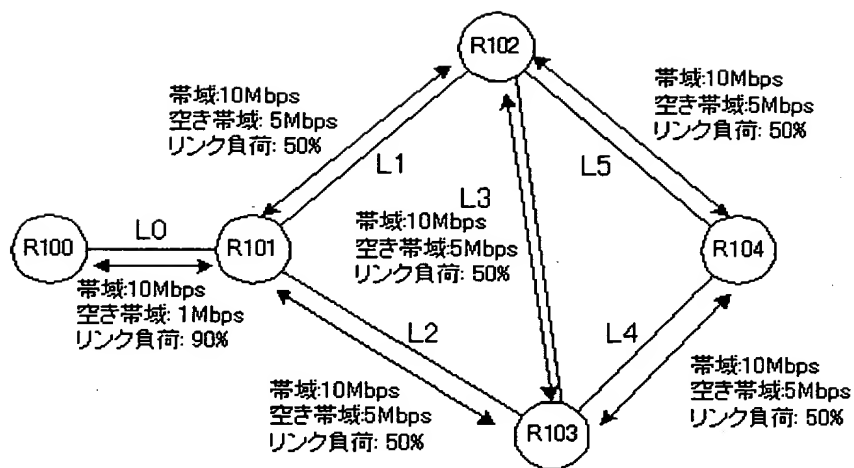 R102
帯域:10Mbps
空き帯域: 5Mbps
リンク負荷: 50%
L1
帯域:10Mbps
空き帯域:5Mbps
リンク負荷: 50%
L5
L3
帯域:10Mbps
空き帯域:5Mbps
リンク負荷: 50%
R100
L0
R101
R104
帯域:10Mbps
空き帯域: 1Mbps
リンク負荷: 90%
L2
L4
帯域:10Mbps
空き帯域:5Mbps
リンク負荷: 50%
帯域:10Mbps
空き帯域:5Mbps
リンク負荷: 50%
R103